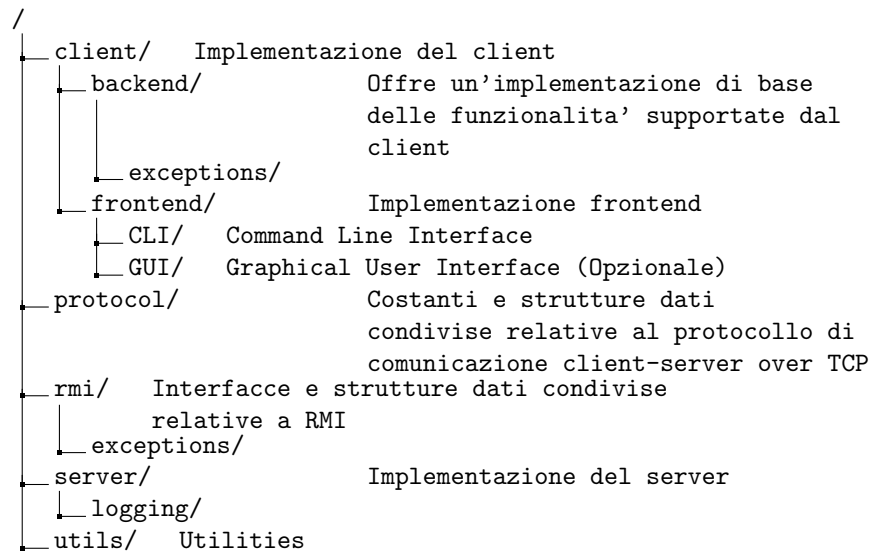 /
client/ Implementazione del client
backend/ Offre un'implementazione di base
delle funzionalita' supportate dal
client
exceptions/
frontend/ Implementazione frontend
CLI/ Command Line Interface
GUI/ Graphical User Interface (Opzionale)
protocol/ Costanti e strutture dati
condivise relative al protocollo di
comunicazione client-server over TCP
rmi/ Interfacce e strutture dati condivise
relative a RMI
exceptions/
server/ Implementazione del server
logging/
utils/ Utilities